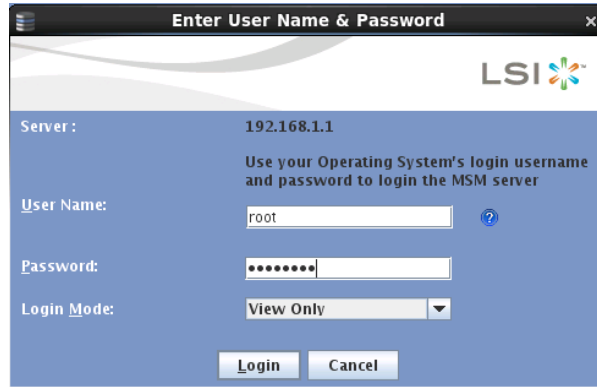 Enter User Name & Password
LSI
Server : 192.168.1.1
Use your Operating System's login username
and password to login the MSM server
User Name: root
Password: ••••••••
Login Mode: View Only
Login Cancel